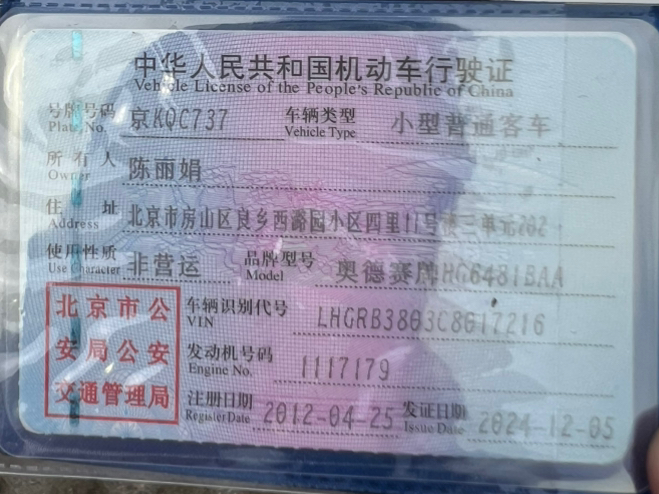 中华人民共和国机动车行驶证
Vehicle License of the People's Republic of China
号牌号码 京KQC737 车辆类型 小型普通客车
Plate No. Vehicle Type
所有人 陈丽娟
Owner
住址 北京市房山区良乡西潞园小区四里11号楼三单元202
Address
使用性质 非营运 品牌型号 奥德赛牌HG6481BAA
Use Character Model
北京市公安局公安交通管理局
车辆识别代号 LHGRB3803C8017216
VIN
发动机号码 1117179
Engine No.
注册日期 2012-04-25 发证日期 2024-12-05
Register Date Issue Date